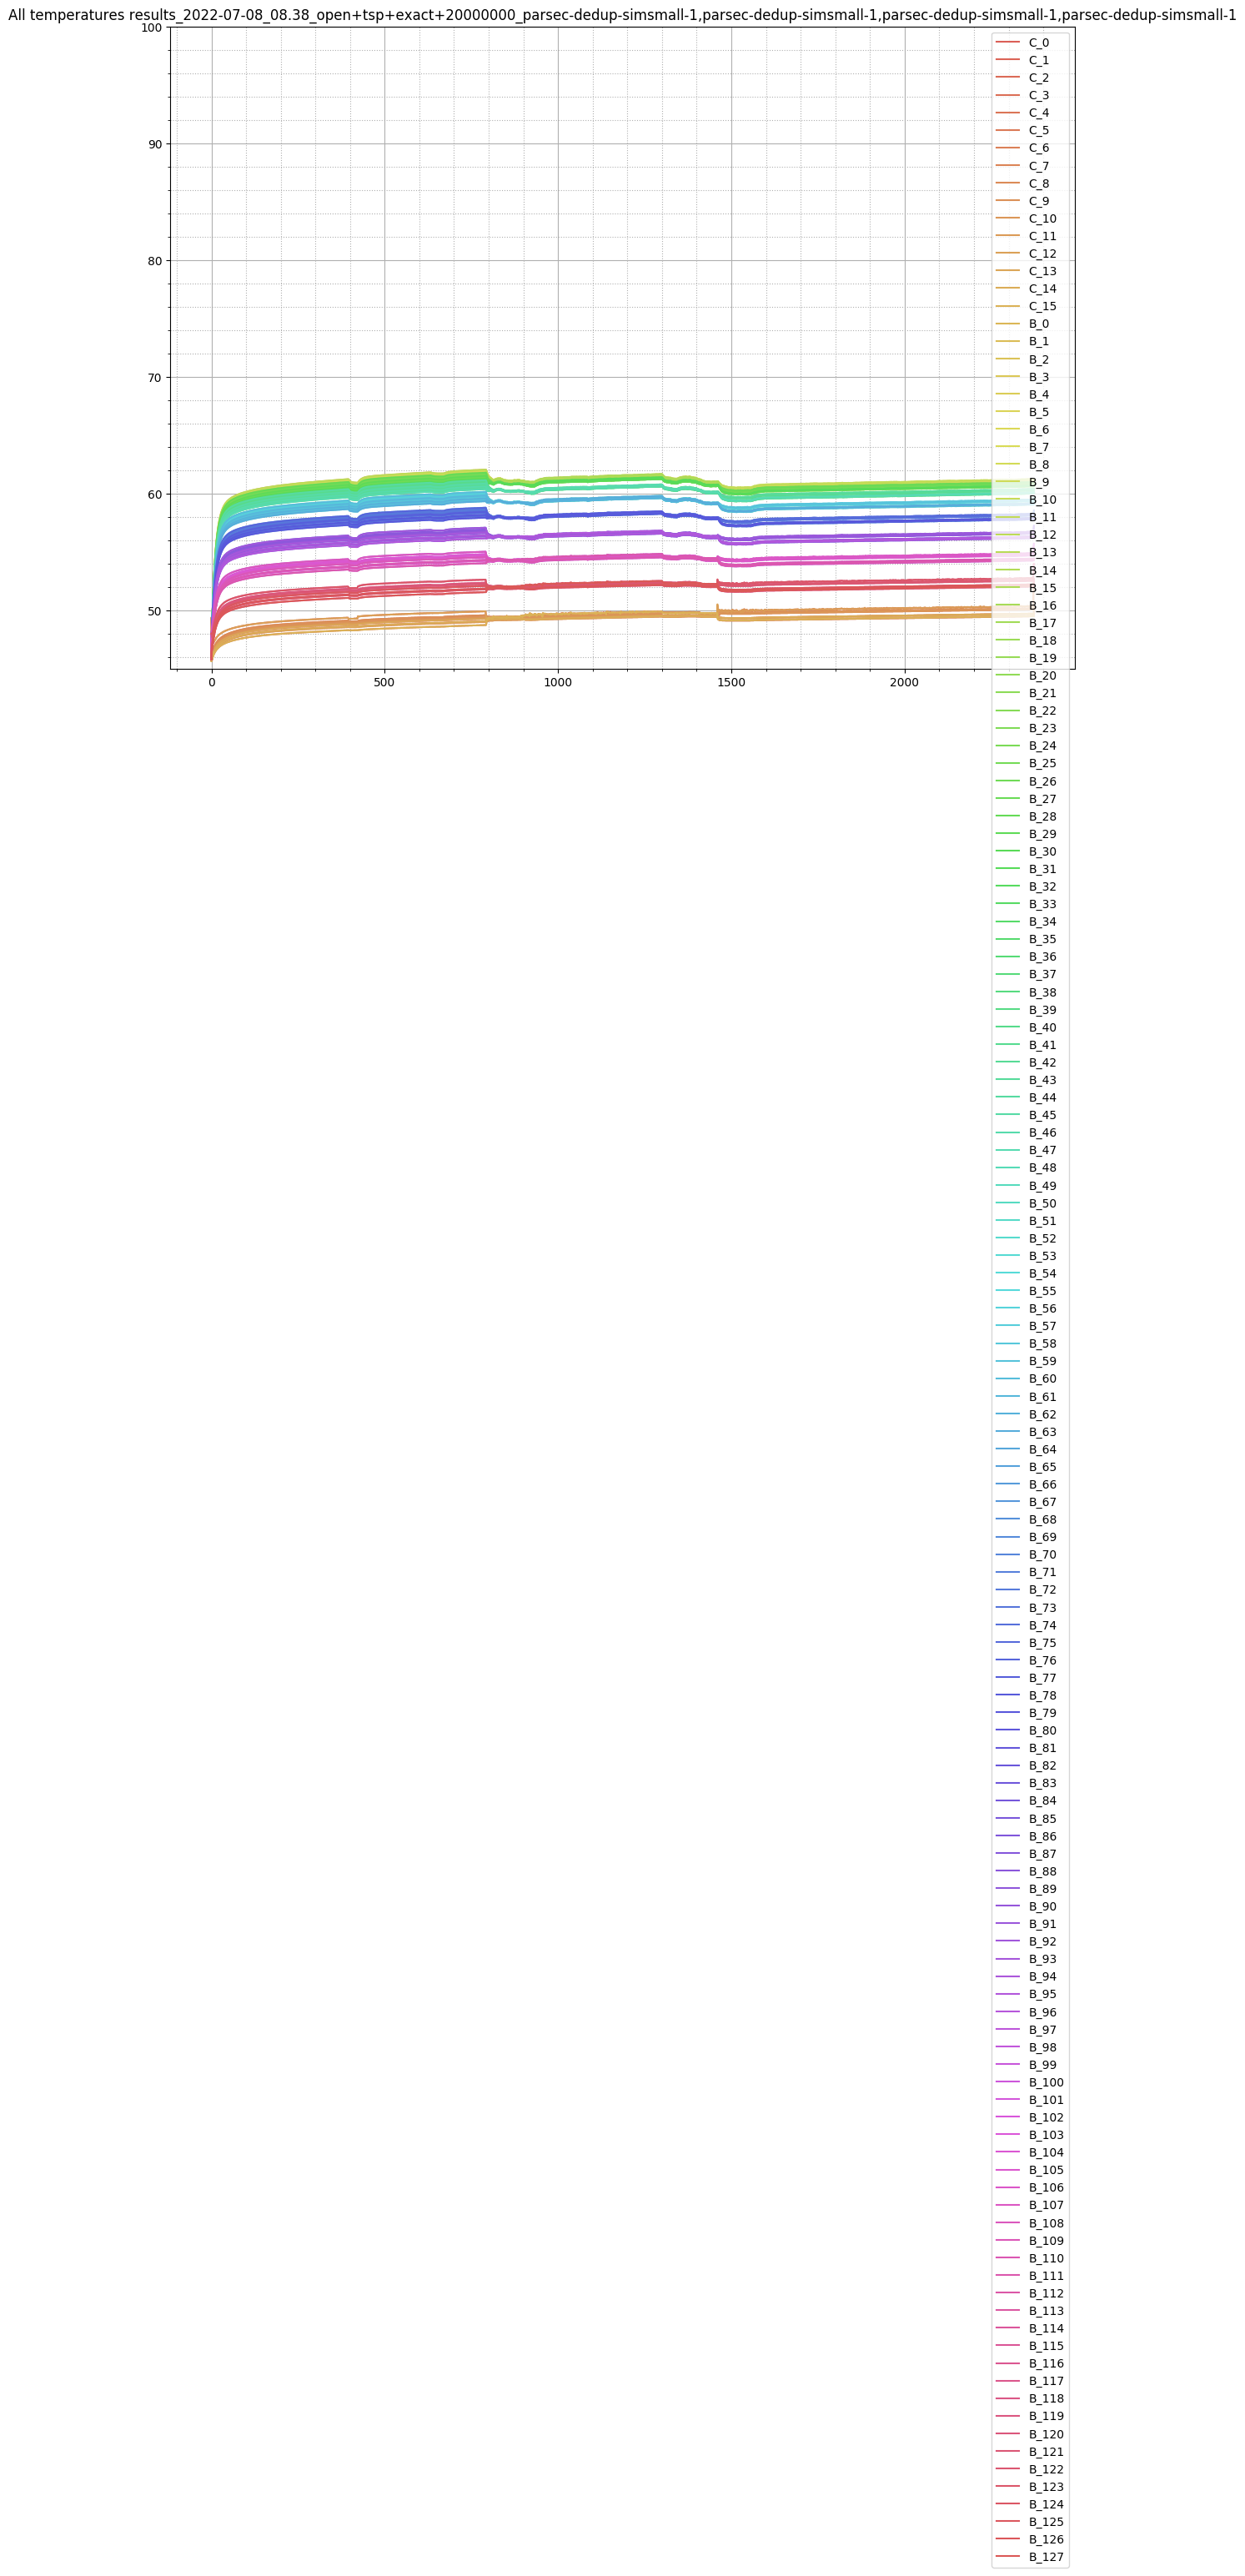 All temperatures results_2022-07-08_08.38_open+tsp+exact+20000000_parsec-dedup-simsmall-1,parsec-dedup-simsmall-1,parsec-dedup-simsmall-1,parsec-dedup-simsmall-1
100
90
80
70
60
50
0
500
1000
1500
2000
C_0
C_1
C_2
C_3
C_4
C_5
C_6
C_7
C_8
C_9
C_10
C_11
C_12
C_13
C_14
C_15
B_0
B_1
B_2
B_3
B_4
B_5
B_6
B_7
B_8
B_9
B_10
B_11
B_12
B_13
B_14
B_15
B_16
B_17
B_18
B_19
B_20
B_21
B_22
B_23
B_24
B_25
B_26
B_27
B_28
B_29
B_30
B_31
B_32
B_33
B_34
B_35
B_36
B_37
B_38
B_39
B_40
B_41
B_42
B_43
B_44
B_45
B_46
B_47
B_48
B_49
B_50
B_51
B_52
B_53
B_54
B_55
B_56
B_57
B_58
B_59
B_60
B_61
B_62
B_63
B_64
B_65
B_66
B_67
B_68
B_69
B_70
B_71
B_72
B_73
B_74
B_75
B_76
B_77
B_78
B_79
B_80
B_81
B_82
B_83
B_84
B_85
B_86
B_87
B_88
B_89
B_90
B_91
B_92
B_93
B_94
B_95
B_96
B_97
B_98
B_99
B_100
B_101
B_102
B_103
B_104
B_105
B_106
B_107
B_108
B_109
B_110
B_111
B_112
B_113
B_114
B_115
B_116
B_117
B_118
B_119
B_120
B_121
B_122
B_123
B_124
B_125
B_126
B_127